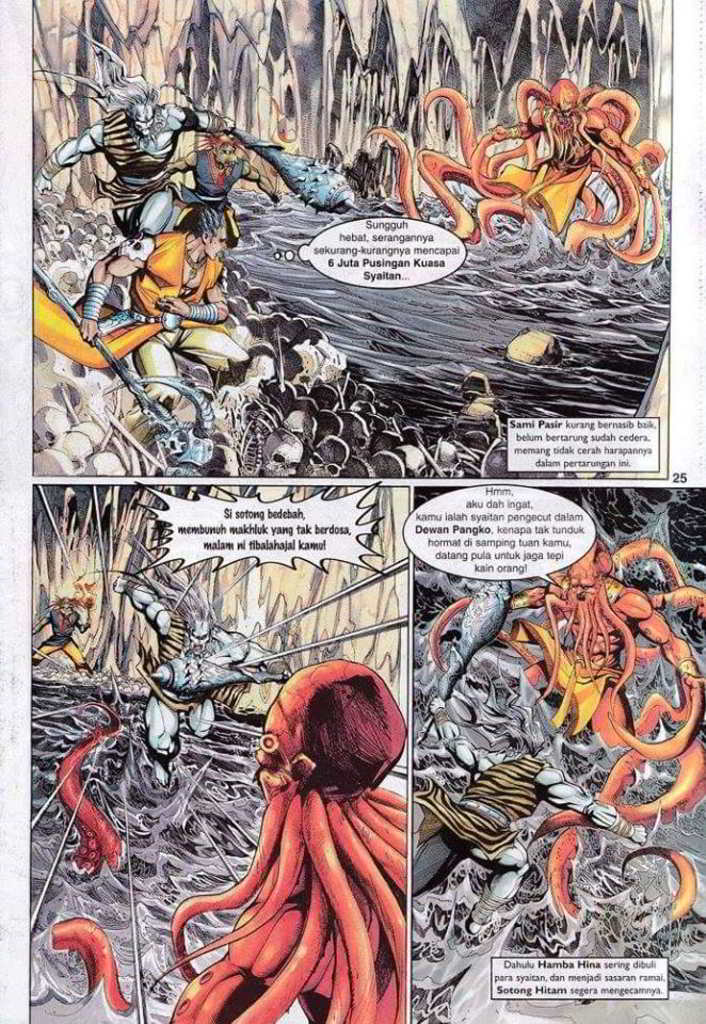 Sungguh
hebat, serangannya
sekurang-kurangnya mencapai
6 Juta Pusingan Kuasa
Syaitan...
Sami Pasir kurang bernasib baik,
belum bertarung sudah cedera,
memang tidak cerah harapannya
dalam pertarungan ini.
25
Si sotong bedebah,
membunuh makhluk yang tak berdosa,
malam ni tibalahajal kamu!
Hmm,
aku dah ingat,
kamu ialah syaitan pengecut dalam
Dewan Pangko, kenapa tak tunduk
hormat di samping tuan kamu,
datang pula untuk jaga tepi
kain orang!
Dahulu Hamba Hina sering dibuli
para syaitan, dan menjadi sasaran ramai,
Sotong Hitam segera mengecamnya.